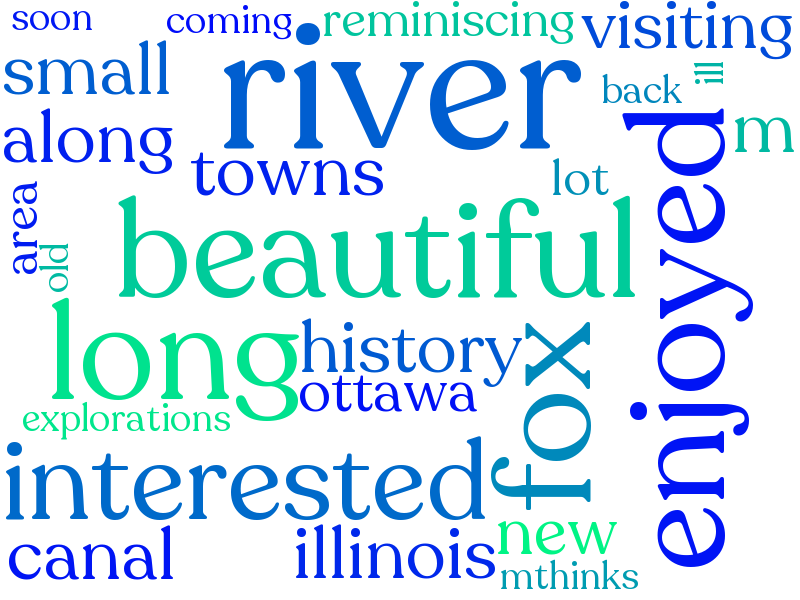 soon coming reminiscing visiting
small river back ill
along towns lot m
area old beautiful enjoyed
long history fox
ottawa
explorations
interested
canal illinois new
mthinks